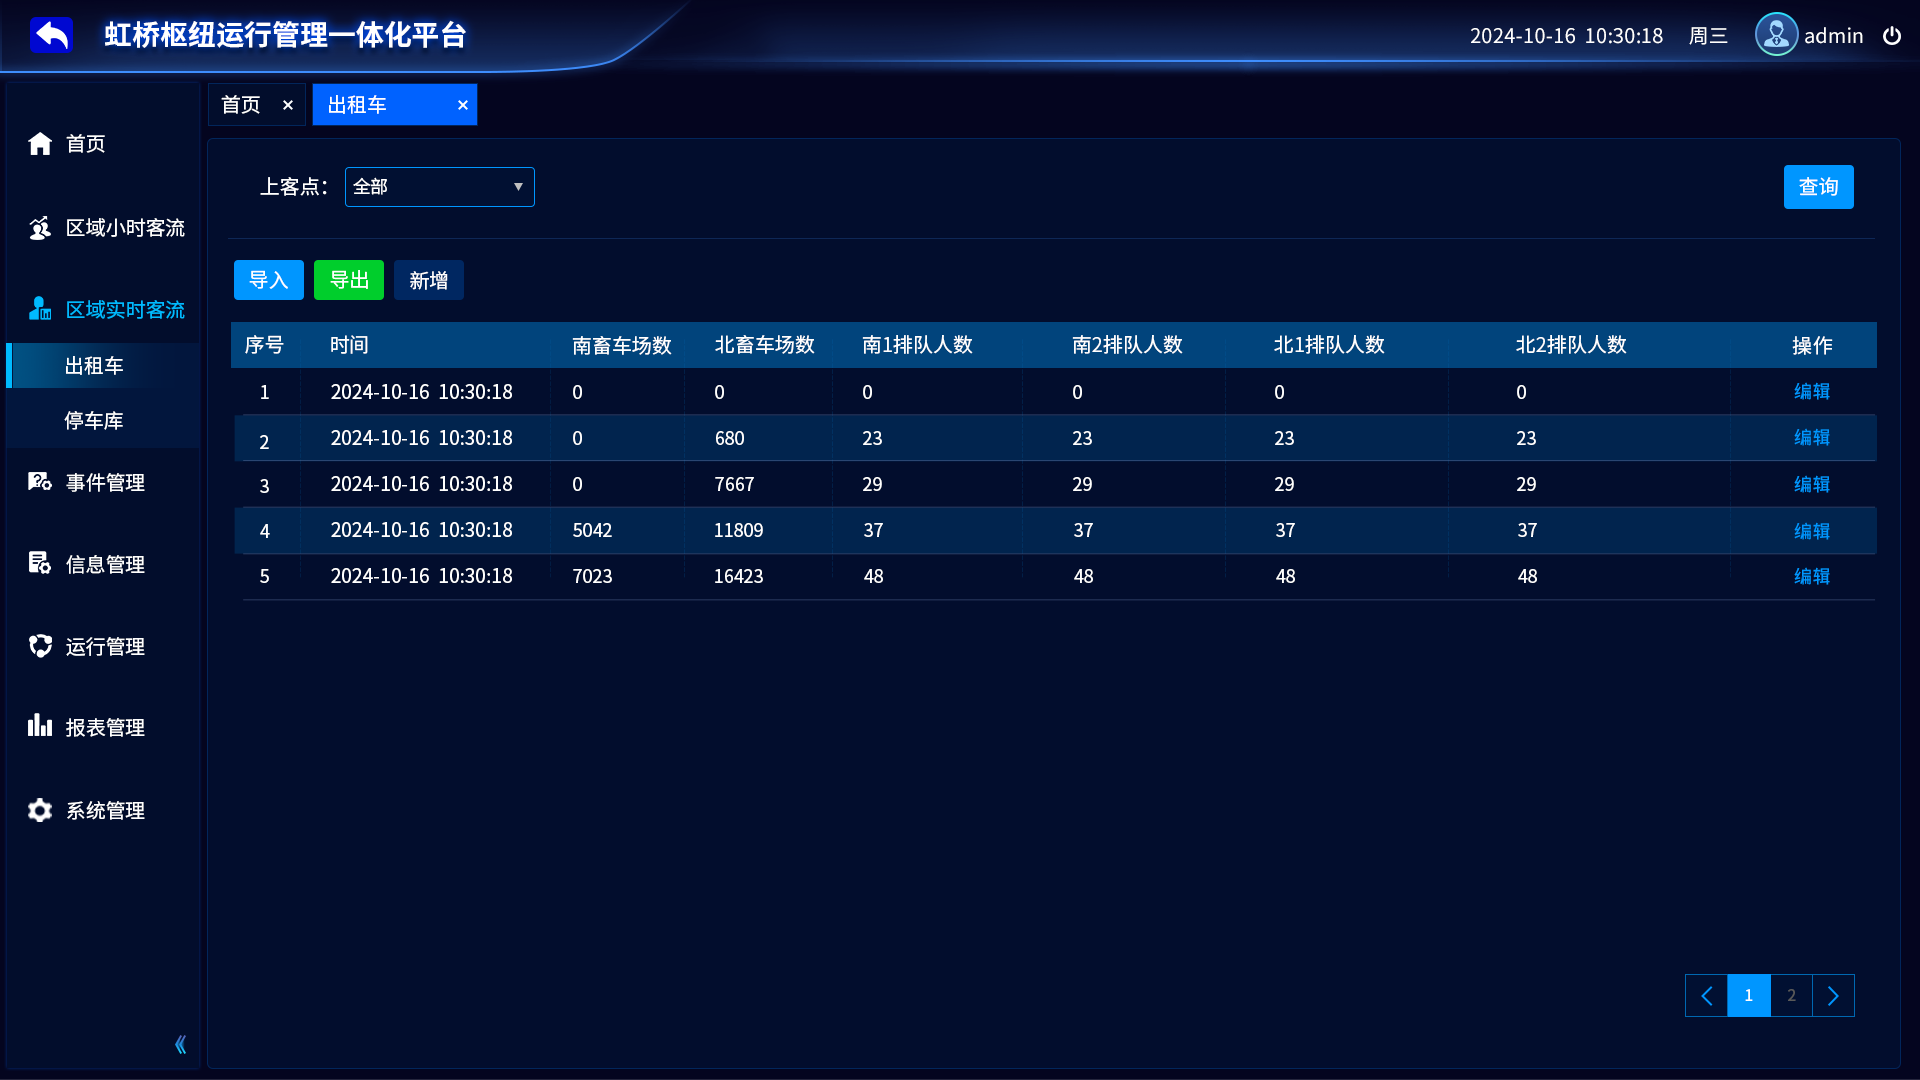 虹桥枢纽运行管理一体化平台
2024-10-16 10:30:18 周三 admin
首页 × 出租车 ×
首页
区域小时客流
区域实时客流
出租车
停车库
事件管理
信息管理
运行管理
报表管理
系统管理
上客点： 全部 查询
导入 导出 新增
序号 时间 南畜车场数 北畜车场数 南1排队人数 南2排队人数 北1排队人数 北2排队人数 操作
1 2024-10-16 10:30:18 0 0 0 0 0 0 编辑
2 2024-10-16 10:30:18 0 680 23 23 23 23 编辑
3 2024-10-16 10:30:18 0 7667 29 29 29 29 编辑
4 2024-10-16 10:30:18 5042 11809 37 37 37 37 编辑
5 2024-10-16 10:30:18 7023 16423 48 48 48 48 编辑
1 2